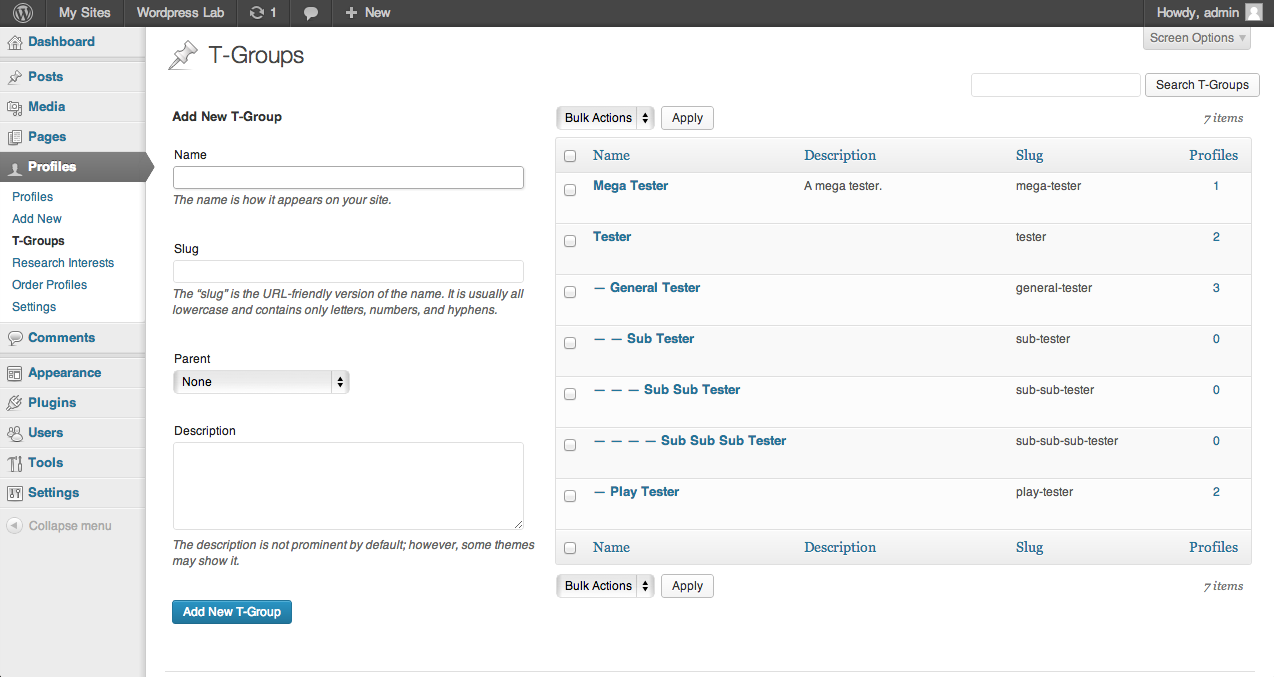 My Sites Wordpress Lab 1 New Howdy, admin
Screen Options
Dashboard
Posts
Media
Pages
Profiles
Profiles
Add New
T-Groups
Research Interests
Order Profiles
Settings
Comments
Appearance
Plugins
Users
Tools
Settings
Collapse menu
T-Groups
Search T-Groups
Add New T-Group
Name
The name is how it appears on your site.
Slug
The “slug” is the URL-friendly version of the name. It is usually all
lowercase and contains only letters, numbers, and hyphens.
Parent
None
Description
The description is not prominent by default; however, some themes
may show it.
Add New T-Group
Bulk Actions Apply 7 items
Name Description Slug Profiles
Mega Tester A mega tester. mega-tester 1
Tester tester 2
— General Tester general-tester 3
— — Sub Tester sub-tester 0
— — — Sub Sub Tester sub-sub-tester 0
— — — — Sub Sub Sub Tester sub-sub-sub-tester 0
— Play Tester play-tester 2
Name Description Slug Profiles
Bulk Actions Apply 7 items